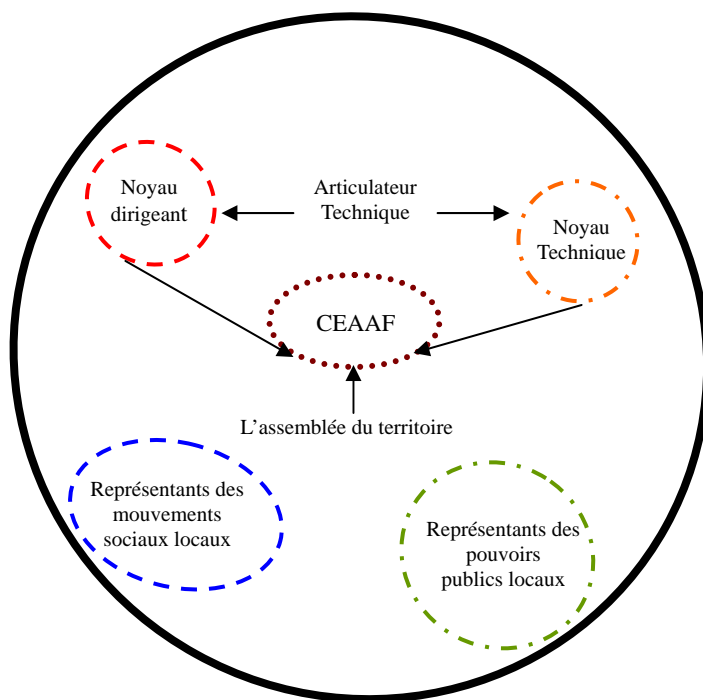 Noyau
dirigeant
Articulateur
Technique
Noyau
Technique
CEAAF
L'assemblée du territoire
Représentants des
mouvements
sociaux locaux
Représentants des
pouvoirs
publics locaux